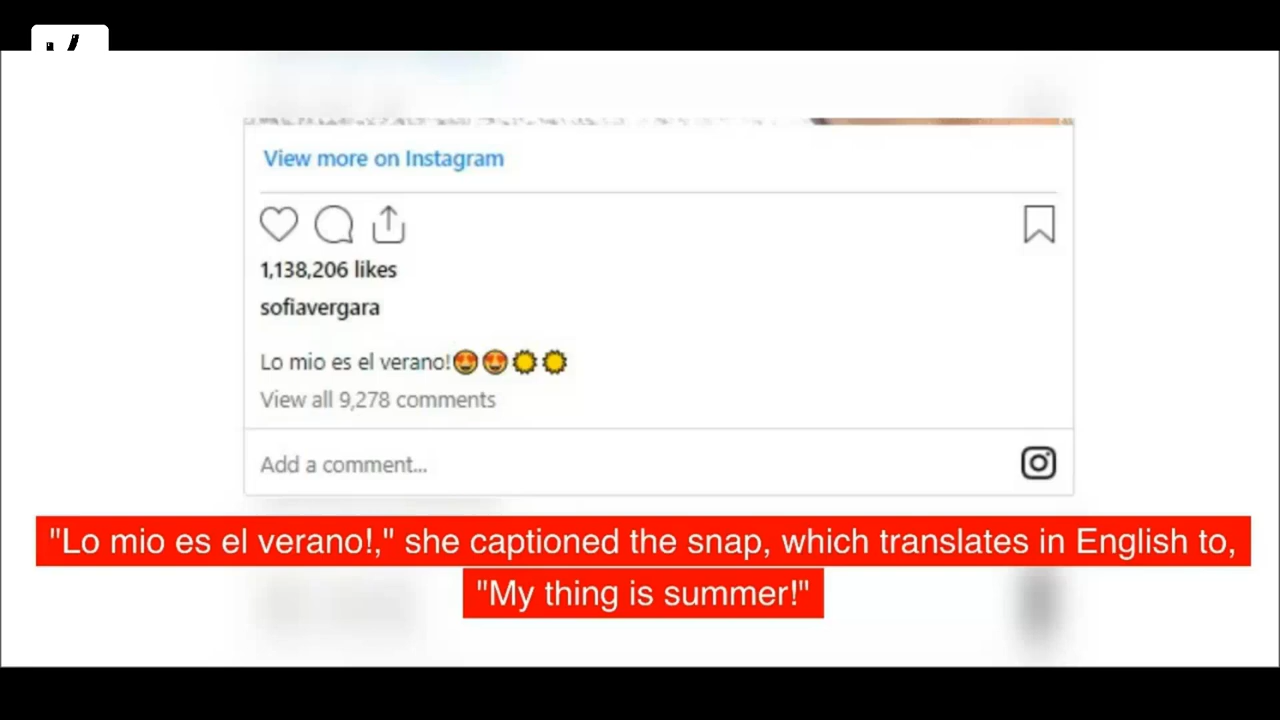 View more on Instagram
1,138,206 likes
sofiavergara
Lo mio es el verano!😍😍☀☀
View all 9,278 comments
Add a comment...
"Lo mio es el verano!," she captioned the snap, which translates in English to,
"My thing is summer!"